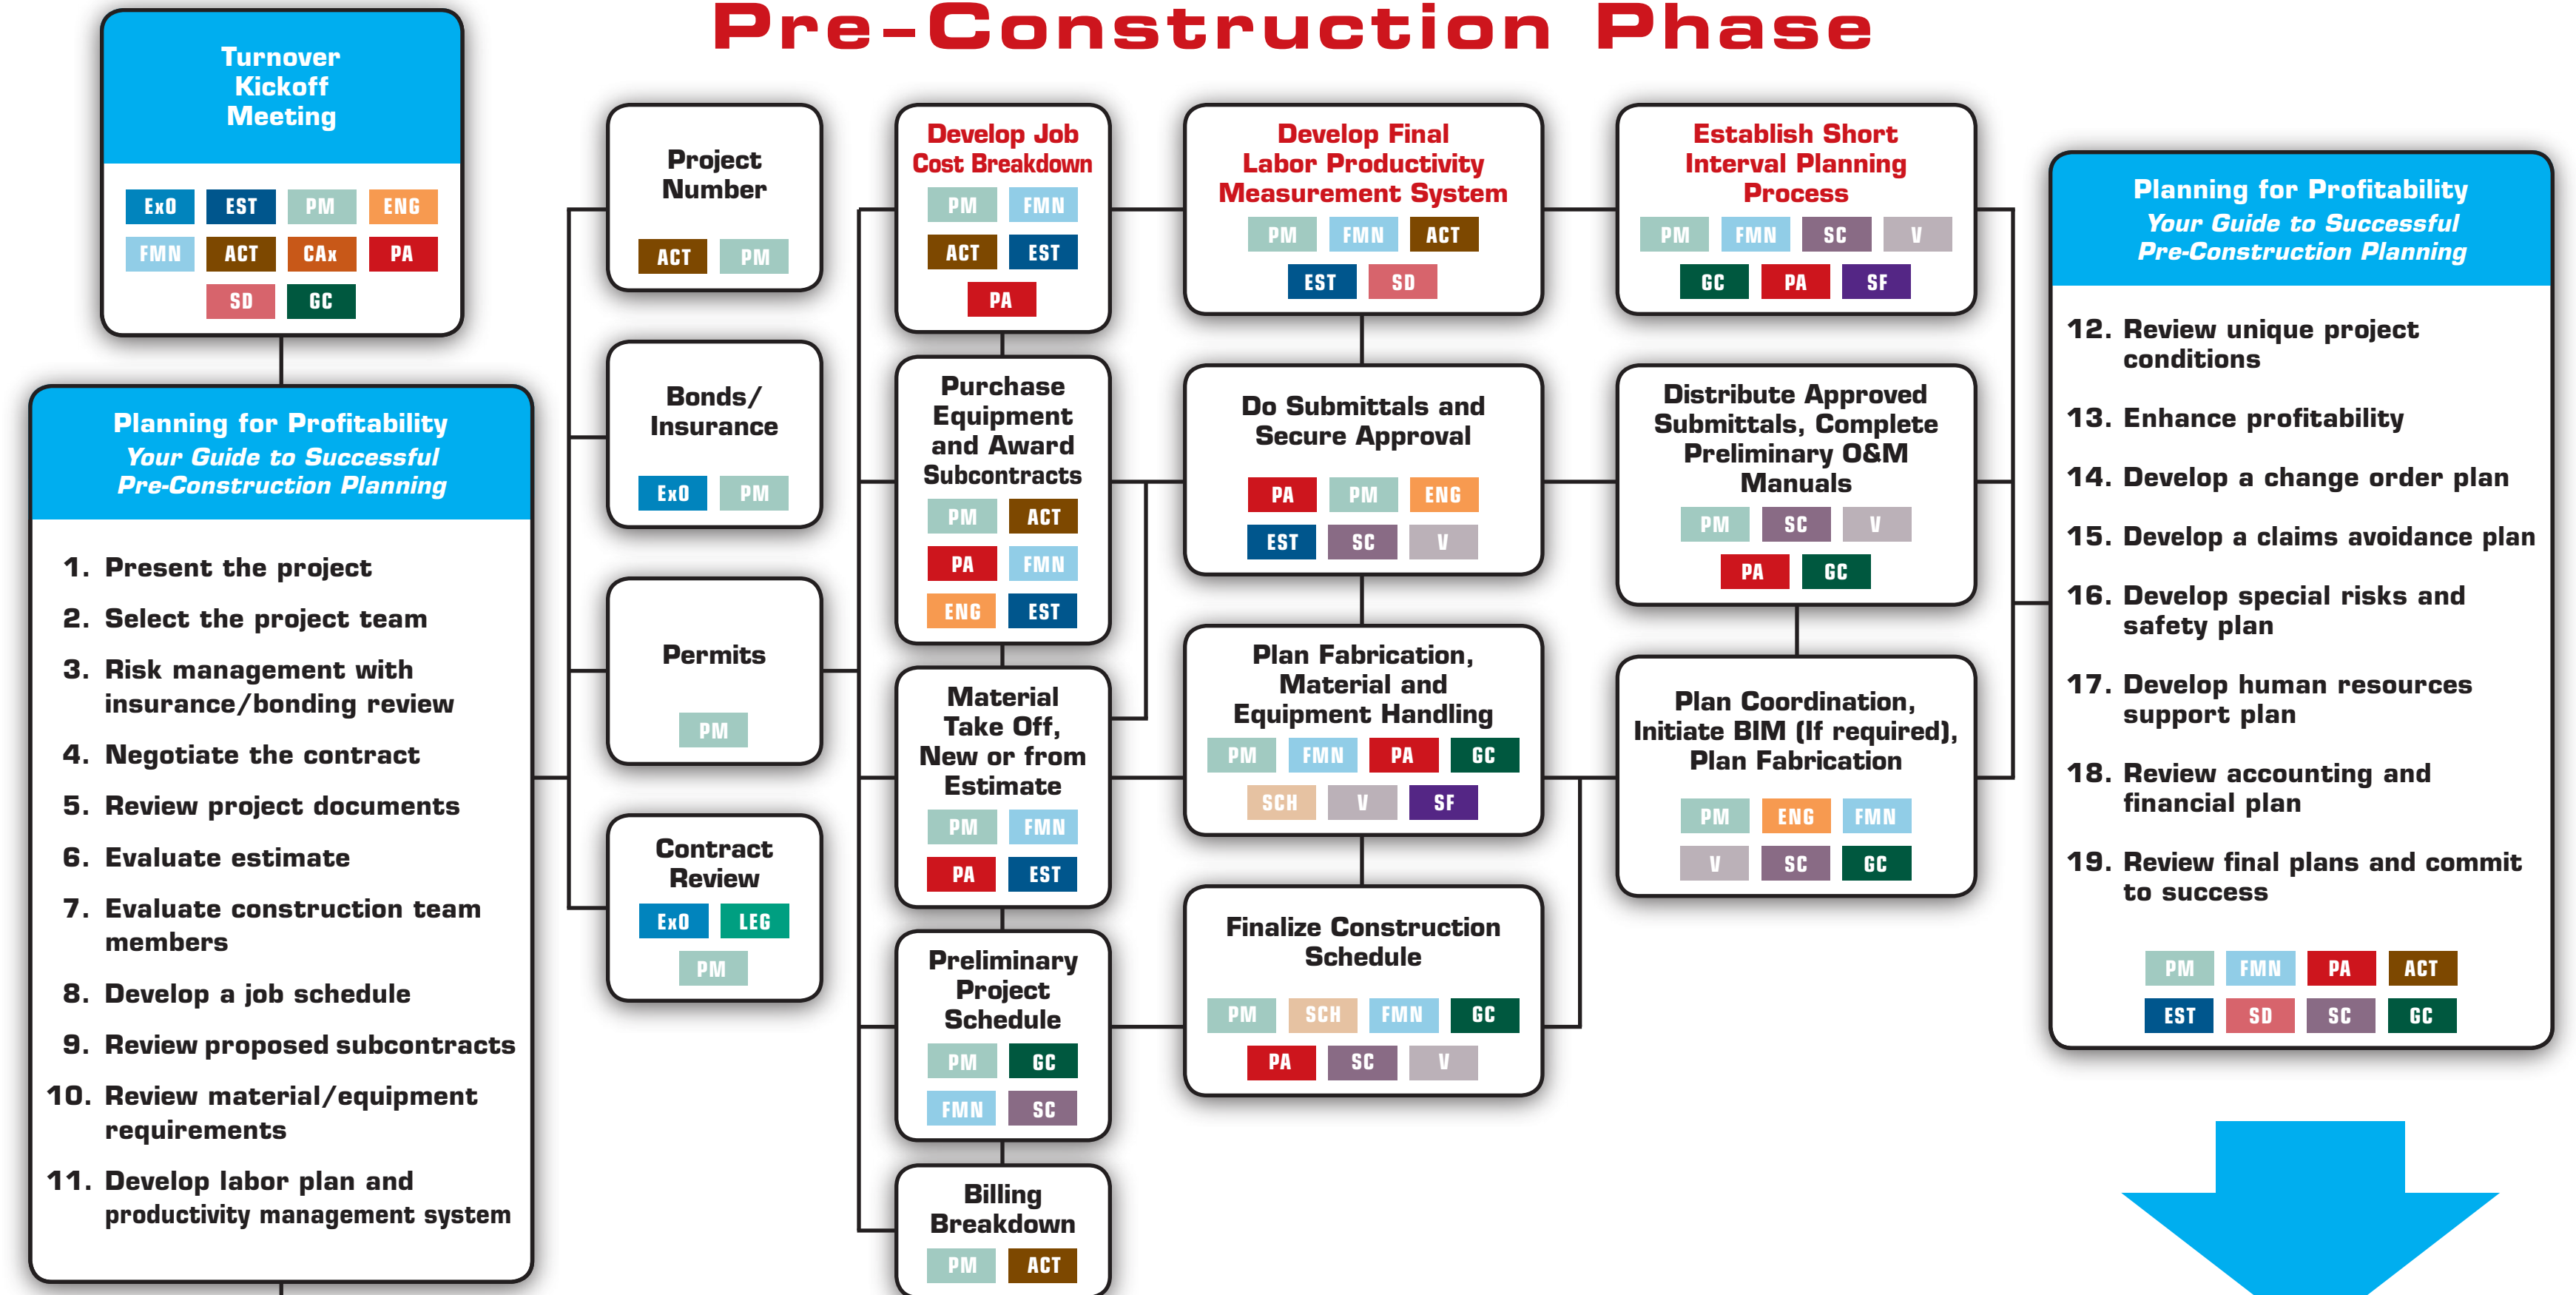 Pre-Construction Phase
Turnover
Kickoff
Meeting
ExO EST PM ENG
FMN ACT CAx PA
SD GC
Planning for Profitability
Your Guide to Successful
Pre-Construction Planning
1. Present the project
2. Select the project team
3. Risk management with
insurance/bonding review
4. Negotiate the contract
5. Review project documents
6. Evaluate estimate
7. Evaluate construction team
members
8. Develop a job schedule
9. Review proposed subcontracts
10. Review material/equipment
requirements
11. Develop labor plan and
productivity management system
Project
Number
ACT PM
Bonds/
Insurance
ExO PM
Permits
PM
Contract
Review
ExO LEG
PM
Develop Job
Cost Breakdown
PM FMN
ACT EST
PA
Purchase
Equipment
and Award
Subcontracts
PM ACT
PA FMN
ENG EST
Material
Take Off,
New or from
Estimate
PM FMN
PA EST
Preliminary
Project
Schedule
PM GC
FMN SC
Billing
Breakdown
PM ACT
Develop Final
Labor Productivity
Measurement System
PM FMN ACT
EST SD
Do Submittals and
Secure Approval
PA PM ENG
EST SC V
Plan Fabrication,
Material and
Equipment Handling
PM FMN PA GC
SCH V SF
Finalize Construction
Schedule
PM SCH FMN GC
PA SC V
Establish Short
Interval Planning
Process
PM FMN SC V
GC PA SF
Distribute Approved
Submittals, Complete
Preliminary O&M
Manuals
PM SC V
PA GC
Plan Coordination,
Initiate BIM (If required),
Plan Fabrication
PM ENG FMN
V SC GC
Planning for Profitability
Your Guide to Successful
Pre-Construction Planning
12. Review unique project
conditions
13. Enhance profitability
14. Develop a change order plan
15. Develop a claims avoidance plan
16. Develop special risks and
safety plan
17. Develop human resources
support plan
18. Review accounting and
financial plan
19. Review final plans and commit
to success
PM FMN PA ACT
EST SD SC GC